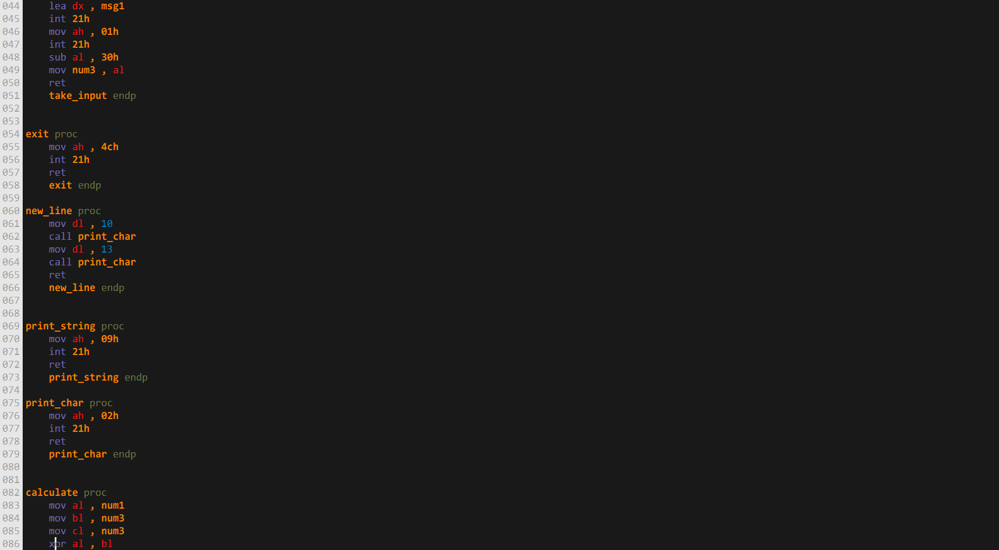 044 lea dx , msg1
045 int 21h
046 mov ah , 01h
047 int 21h
048 sub al , 30h
049 mov num3 , al
050 ret
051 take_input endp
052
053
054 exit proc
055 mov ah , 4ch
056 int 21h
057 ret
058 exit endp
059
060 new_line proc
061 mov dl , 10
062 call print_char
063 mov dl , 13
064 call print_char
065 ret
066 new_line endp
067
068
069 print_string proc
070 mov ah , 09h
071 int 21h
072 ret
073 print_string endp
074
075 print_char proc
076 mov ah , 02h
077 int 21h
078 ret
079 print_char endp
080
081
082 calculate proc
083 mov al , num1
084 mov bl , num3
085 mov cl , num3
086 xor al , bl